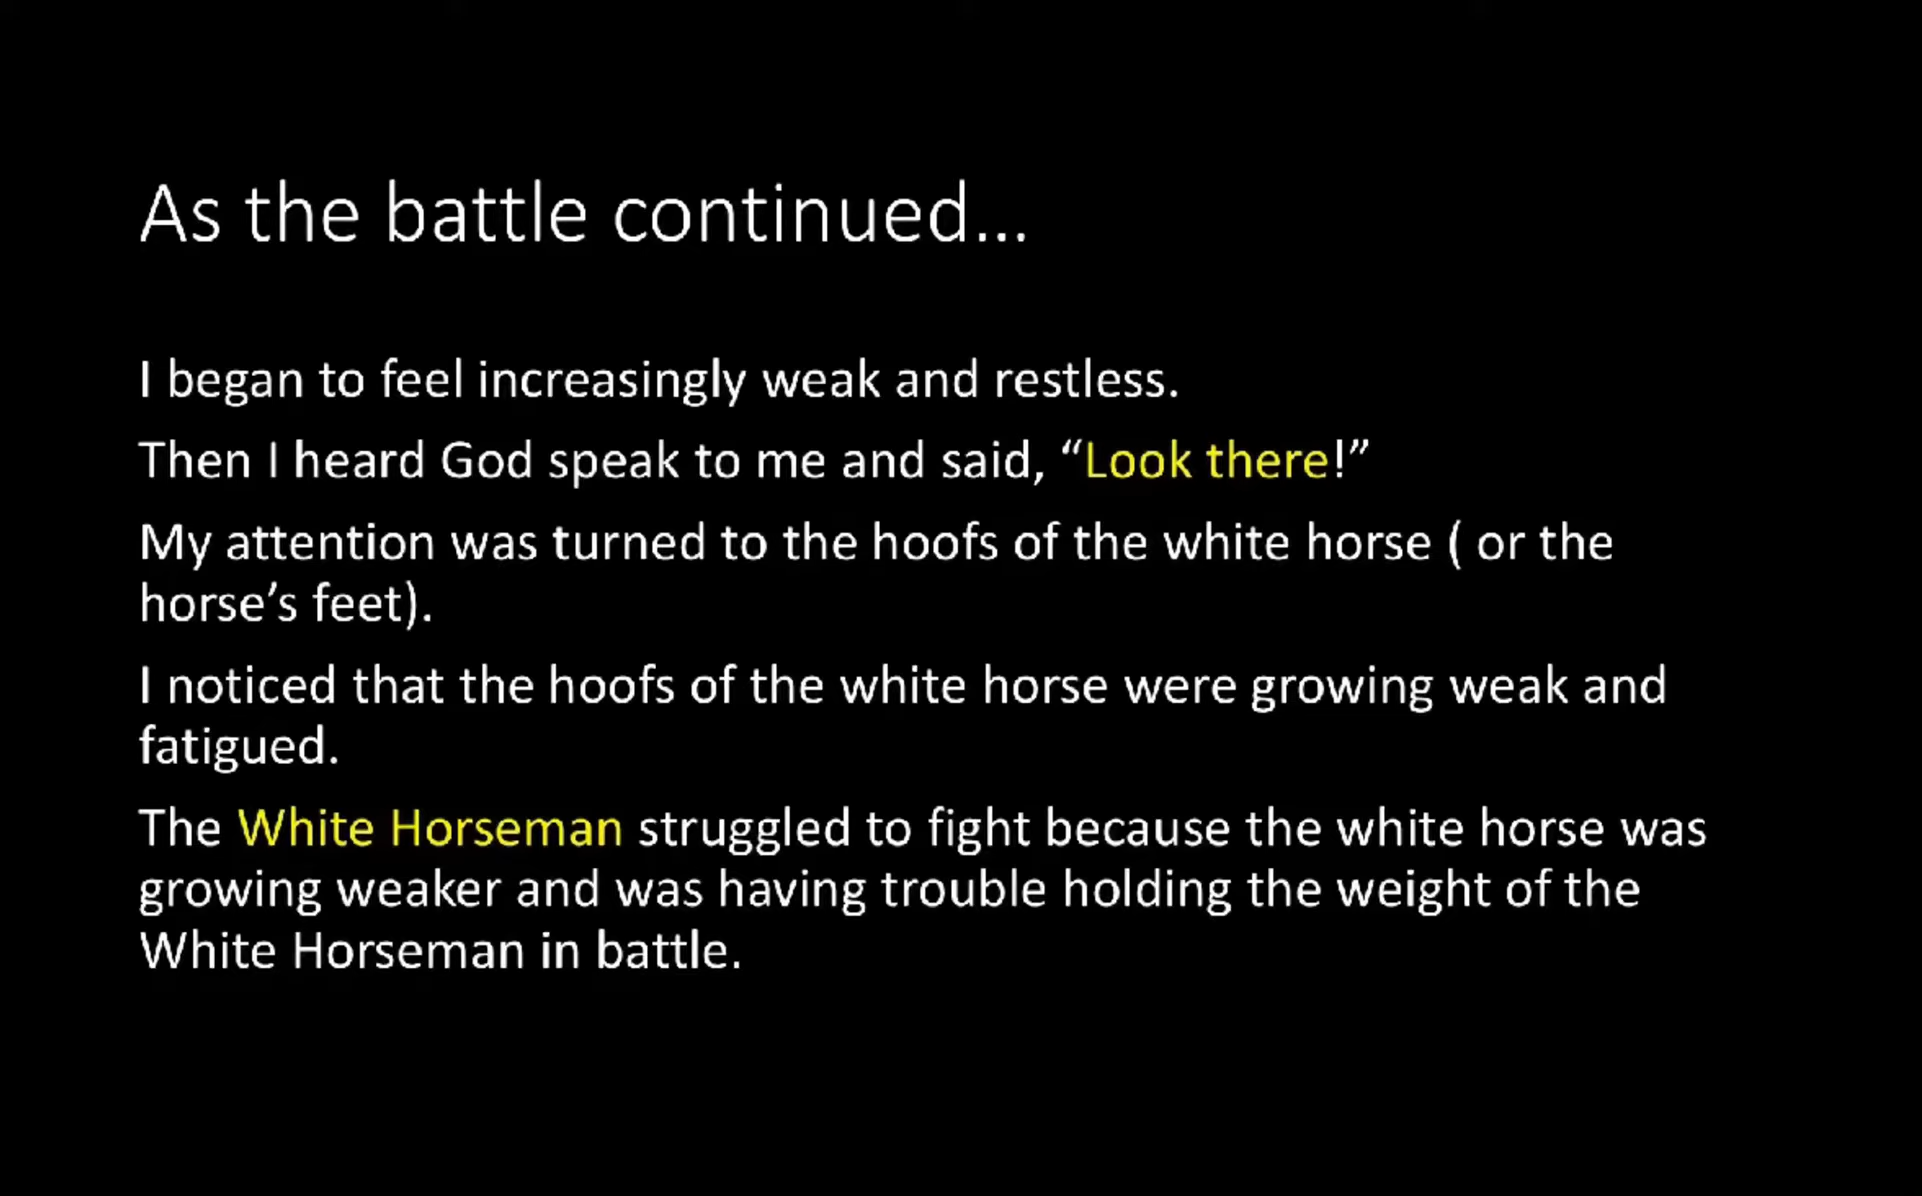 As the battle continued...
I began to feel increasingly weak and restless.
Then I heard God speak to me and said, “Look there!”
My attention was turned to the hoofs of the white horse ( or the
horse’s feet).
I noticed that the hoofs of the white horse were growing weak and
fatigued.
The White Horseman struggled to fight because the white horse was
growing weaker and was having trouble holding the weight of the
White Horseman in battle.